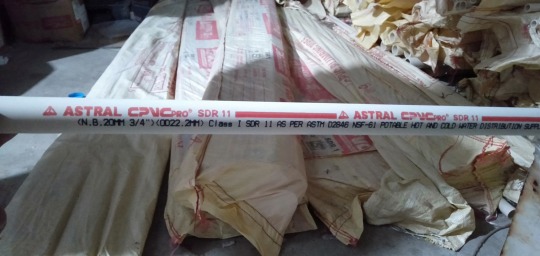 ASTRAL CPVC PRO® SDR 11 ASTRAL CPVC PRO® SDR 11
(N.B.20MM 3/4")(OD22.2MM) Class I SDR 11 AS PER ASTM D2846 NSF-61 POTABLE HOT AND COLD WATER DISTRIBUTION SUPPL